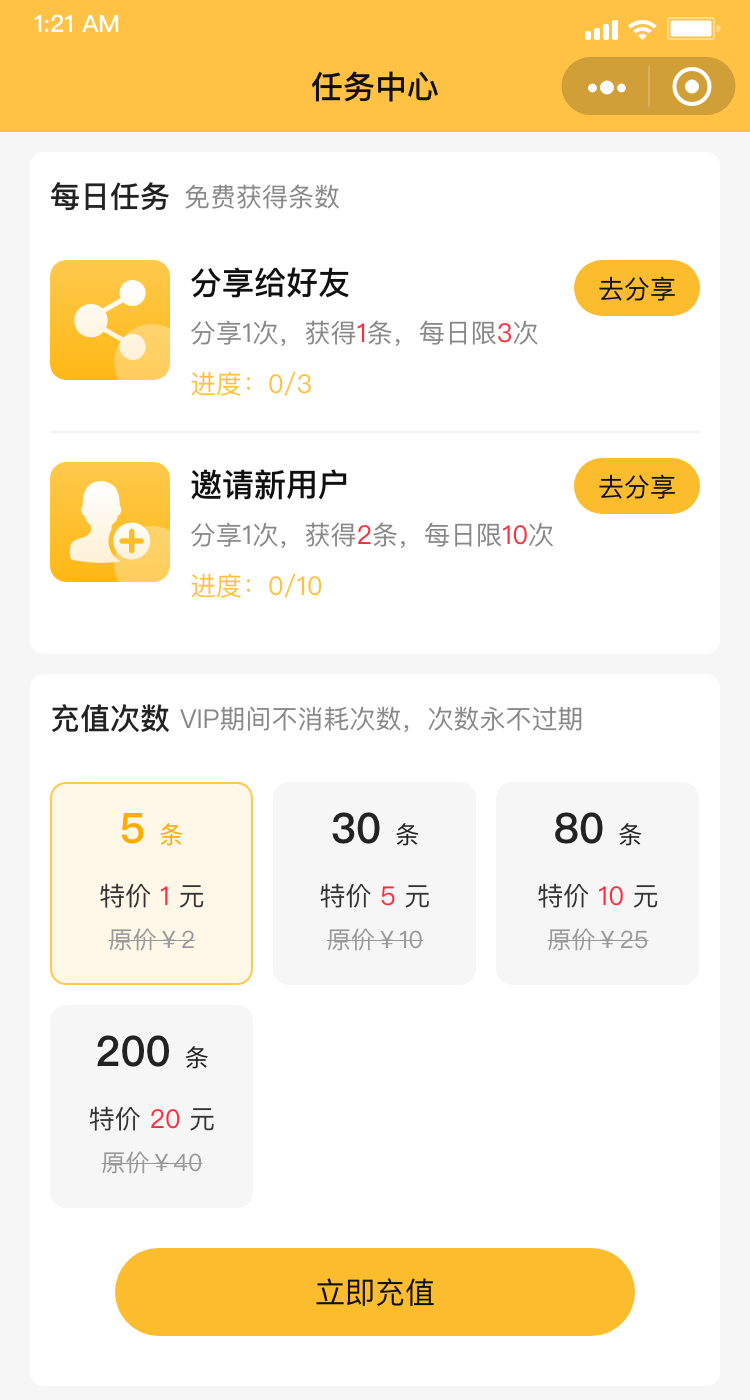 1:21 AM
任务中心
每日任务 免费获得条数
分享给好友
去分享
分享1次，获得1条，每日限3次
进度：0/3
邀请新用户
去分享
分享1次，获得2条，每日限10次
进度：0/10
充值次数 VIP期间不消耗次数，次数永不过期
5 条
特价 1 元
原价￥2
30 条
特价 5 元
原价￥10
80 条
特价 10 元
原价￥25
200 条
特价 20 元
原价￥40
立即充值